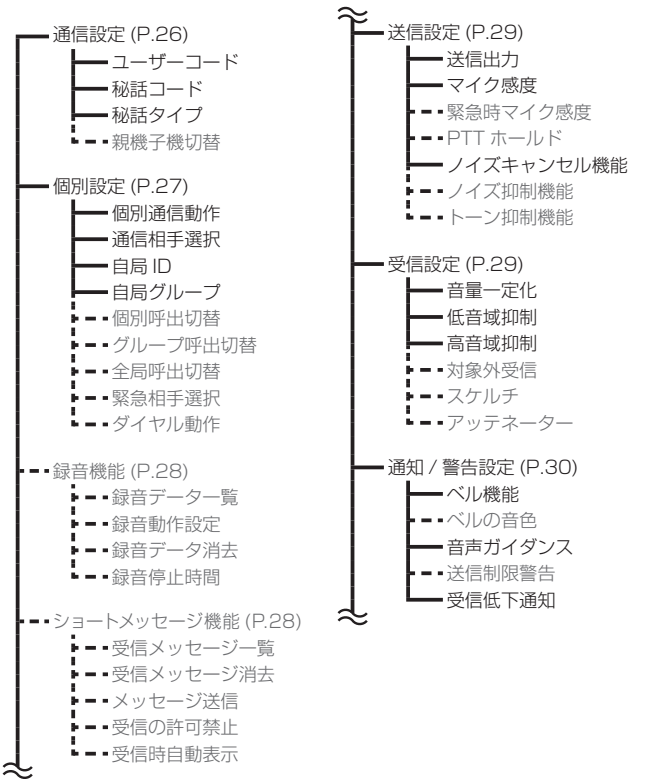 通信設定 (P.26)
ユーザーコード
秘話コード
秘話タイプ
親機子機切替
個別設定 (P.27)
個別通信動作
通信相手選択
自局 ID
自局グループ
個別呼出切替
グループ呼出切替
全局呼出切替
緊急相手選択
ダイヤル動作
録音機能 (P.28)
録音データ一覧
録音動作設定
録音データ消去
録音停止時間
ショートメッセージ機能 (P.28)
受信メッセージ一覧
受信メッセージ消去
メッセージ送信
受信の許可禁止
受信時自動表示
送信設定 (P.29)
送信出力
マイク感度
緊急時マイク感度
PTT ホールド
ノイズキャンセル機能
ノイズ抑制機能
トーン抑制機能
受信設定 (P.29)
音量一定化
低音域抑制
高音域抑制
対象外受信
スケルチ
アッテネーター
通知 / 警告設定 (P.30)
ベル機能
ベルの音色
音声ガイダンス
送信制限警告
受信低下通知